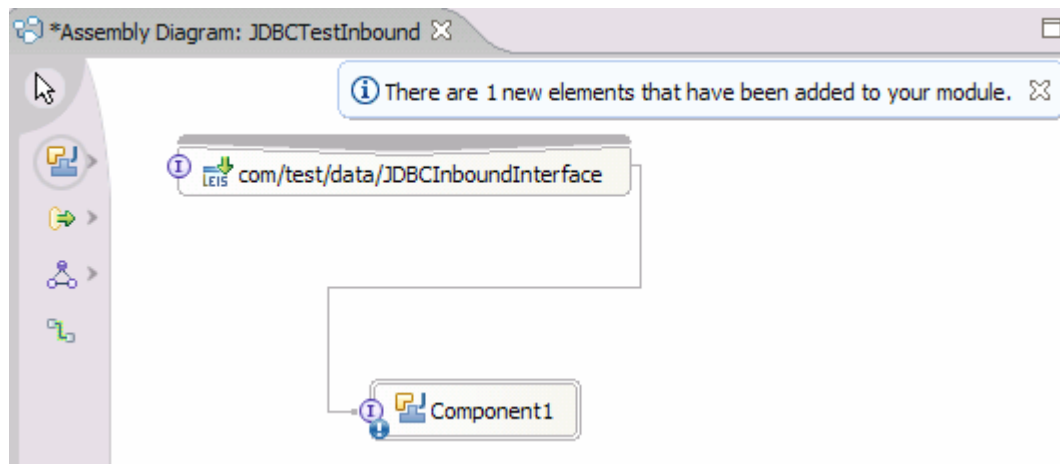 *Assembly Diagram: JDBCTestInbound
There are 1 new elements that have been added to your module.
I
EIS
com/test/data/JDBCInboundInterface
I
Component1